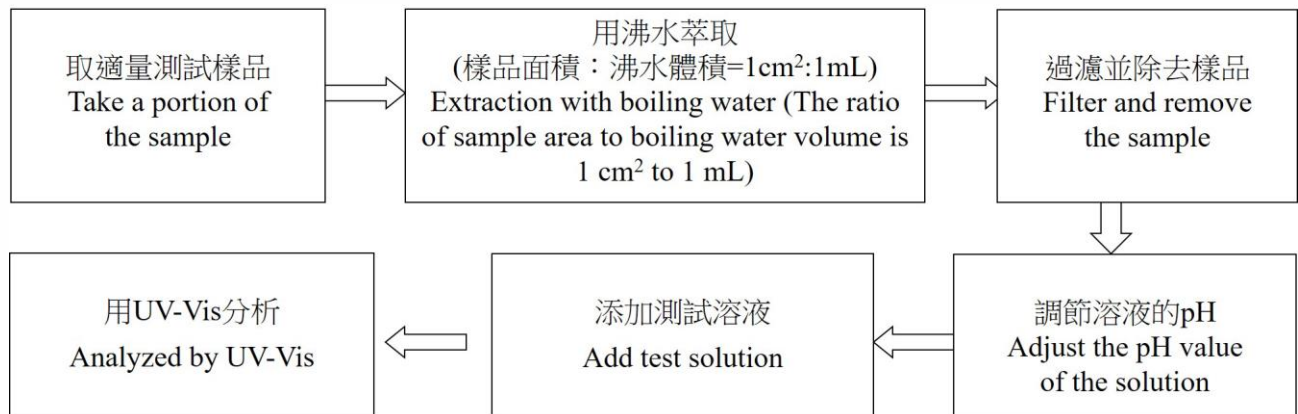 取適量測試樣品
Take a portion of
the sample
用沸水萃取
(樣品面積：沸水體積=1cm²:1mL)
Extraction with boiling water (The ratio
of sample area to boiling water volume is
1 cm² to 1 mL)
過濾並除去樣品
Filter and remove
the sample
調節溶液的pH
Adjust the pH value
of the solution
添加測試溶液
Add test solution
用UV-Vis分析
Analyzed by UV-Vis